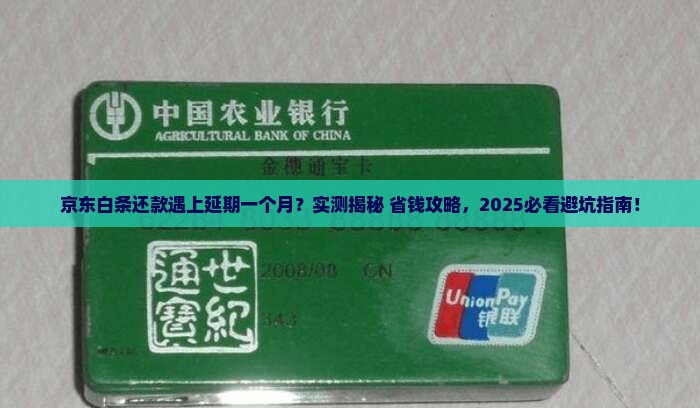 中国农业银行
AGRICULTURAL BANK OF CHINA
金穗通宝卡
京东白条还款遇上延期一个月？实测揭秘 省钱攻略，2025必看避坑指南！
2008/08 CN
世纪通寶
UnionPay
银联